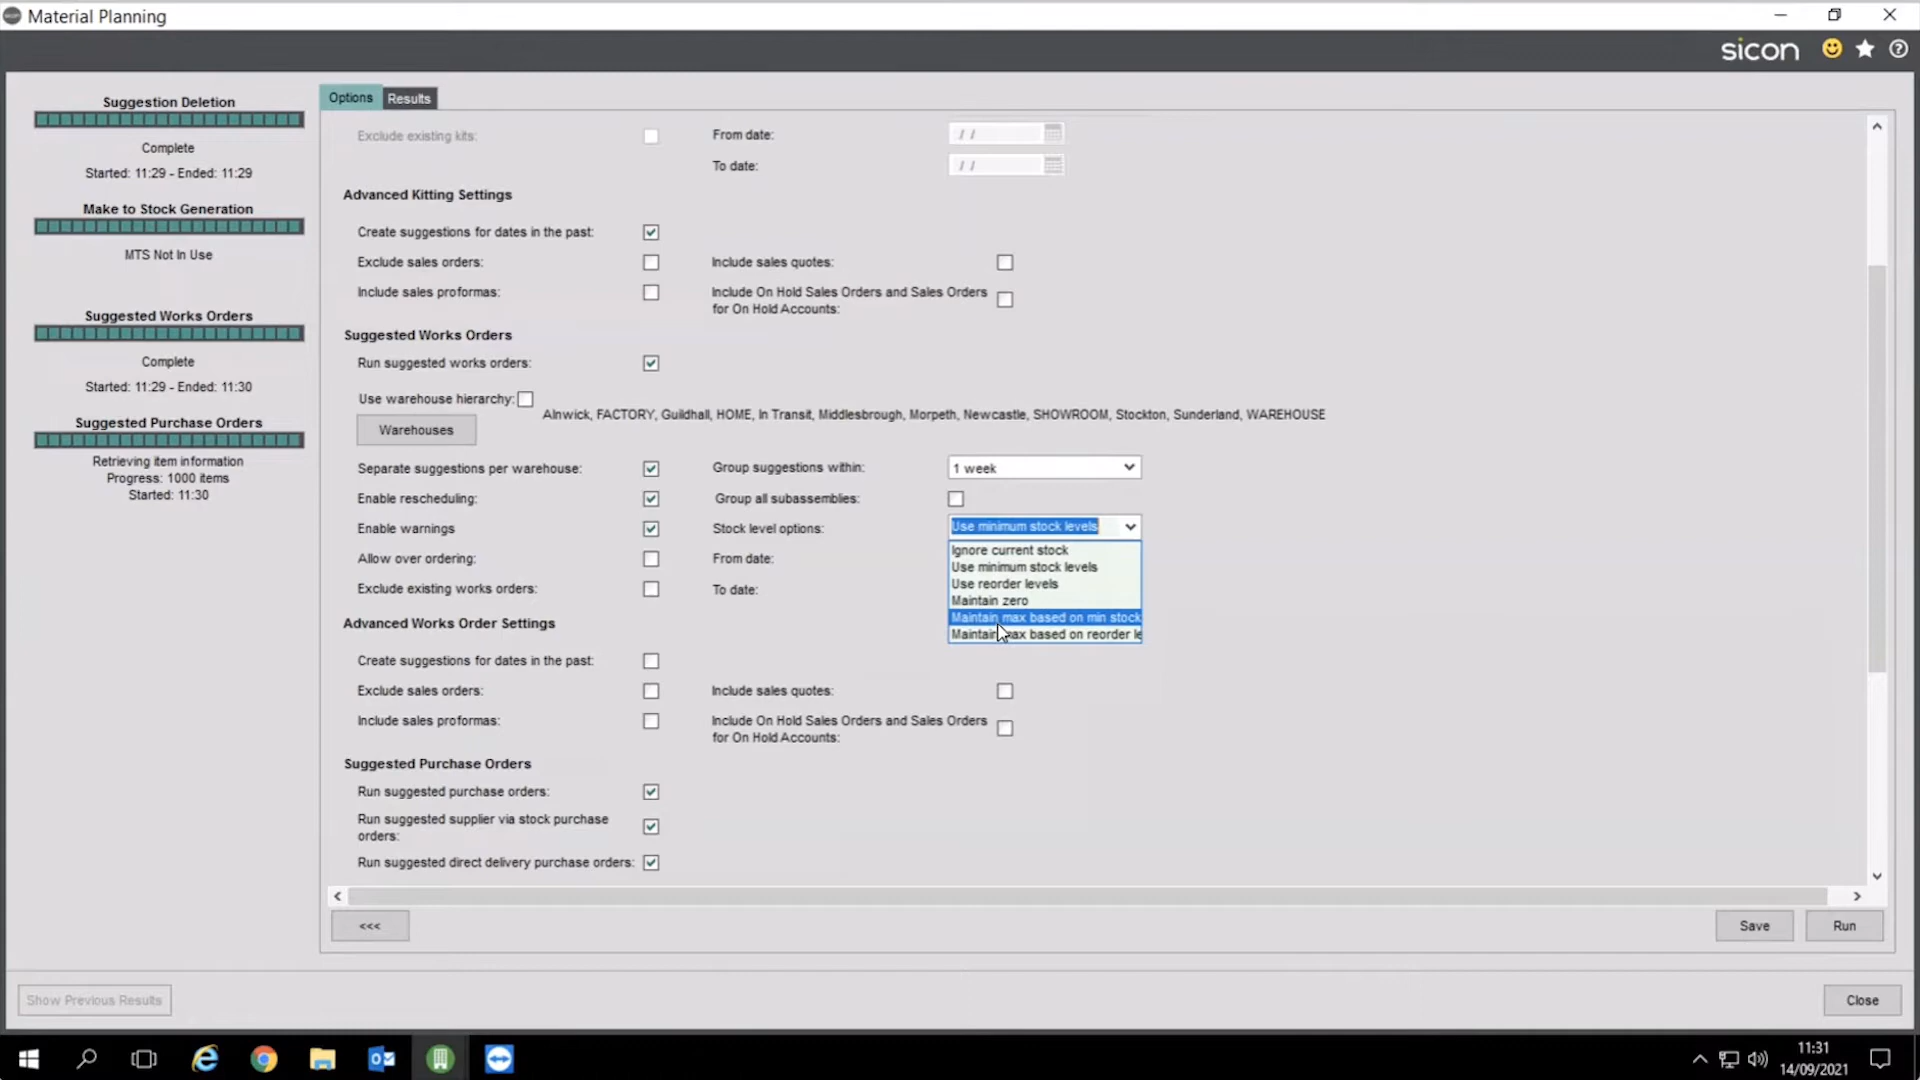 Material Planning
sicon
Suggestion Deletion
Complete
Started: 11:29 - Ended: 11:29
Make to Stock Generation
MTS Not In Use
Suggested Works Orders
Complete
Started: 11:29 - Ended: 11:30
Suggested Purchase Orders
Retrieving item information
Progress: 1000 items
Started: 11:30
Options Results
Exclude existing kits: From date: / /
To date: / /
Advanced Kitting Settings
Create suggestions for dates in the past:
Exclude sales orders: Include sales quotes:
Include sales proformas: Include On Hold Sales Orders and Sales Orders
for On Hold Accounts:
Suggested Works Orders
Run suggested works orders:
Use warehouse hierarchy:
Alnwick, FACTORY, Guildhall, HOME, In Transit, Middlesbrough, Morpeth, Newcastle, SHOWROOM, Stockton, Sunderland, WAREHOUSE
Warehouses
Separate suggestions per warehouse: Group suggestions within: 1 week
Enable rescheduling: Group all subassemblies:
Enable warnings Stock level options: Use minimum stock levels
Ignore current stock
Use minimum stock levels
Use reorder levels
Maintain zero
Maintain max based on min stock
Maintain max based on reorder le
Allow over ordering: From date:
Exclude existing works orders: To date:
Advanced Works Order Settings
Create suggestions for dates in the past:
Exclude sales orders: Include sales quotes:
Include sales proformas: Include On Hold Sales Orders and Sales Orders
for On Hold Accounts:
Suggested Purchase Orders
Run suggested purchase orders:
Run suggested supplier via stock purchase
orders:
Run suggested direct delivery purchase orders:
<<< Save Run
Show Previous Results Close
11:31
14/09/2021